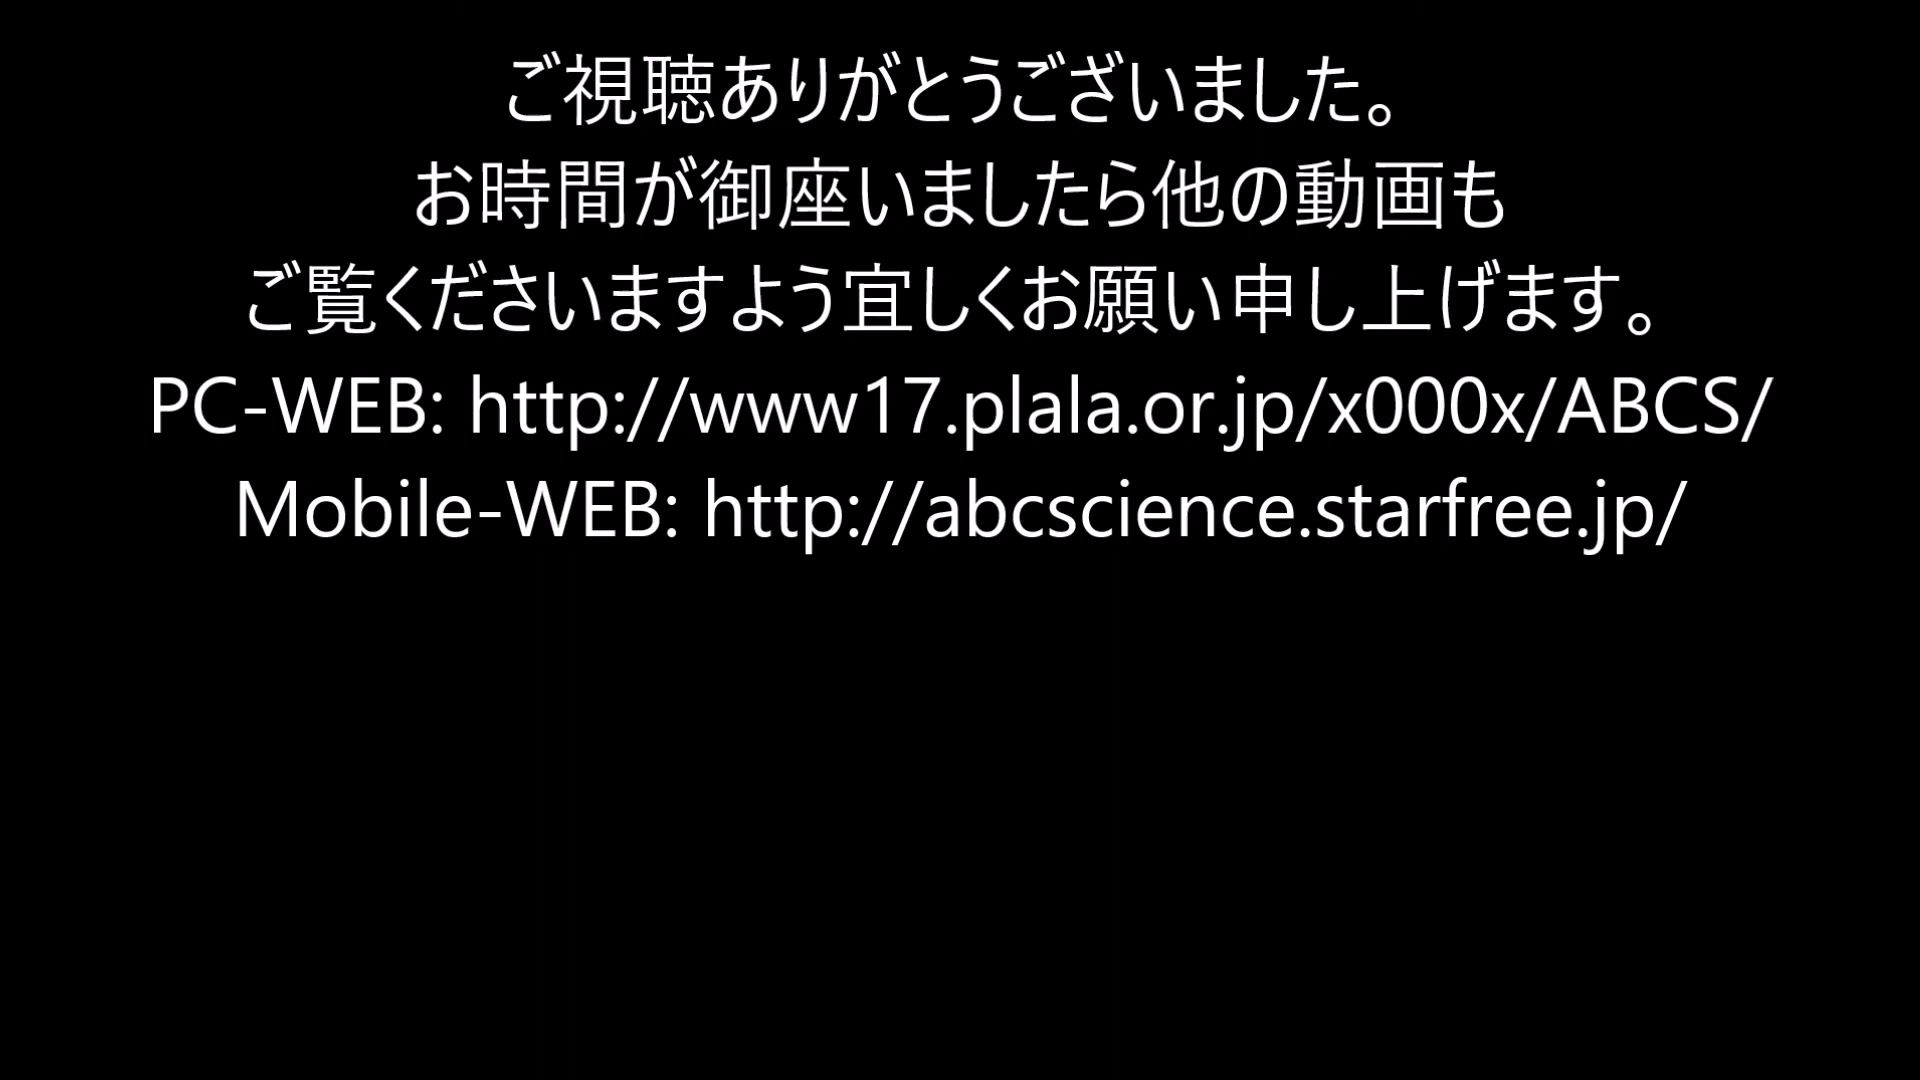 ご視聴ありがとうございました。
お時間が御座いましたら他の動画も
ご覧くださいますよう宜しくお願い申し上げます。
PC-WEB: http://www17.plala.or.jp/x000x/ABCS/
Mobile-WEB: http://abcscience.starfree.jp/